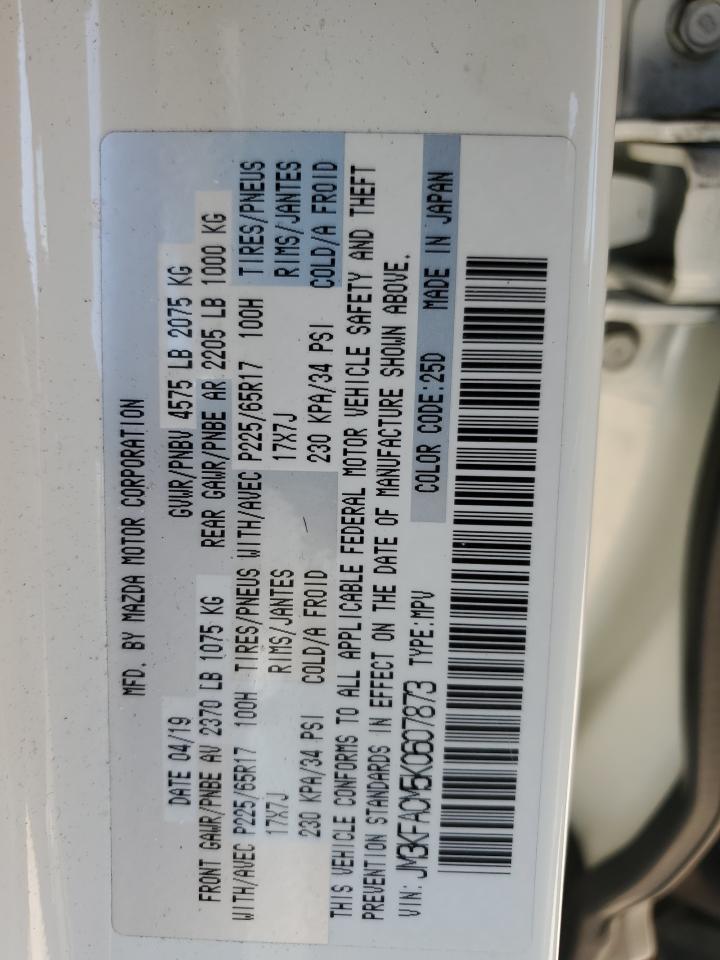 MFD. BY MAZDA MOTOR CORPORATION
DATE 04/19 GVWR/PNBV 4575 LB 2075 KG
FRONT GAWR/PNBE AV 2370 LB 1075 KG REAR GAWR/PNBE AR 2205 LB 1000 KG
WITH/AVEC P225/65R17 100H TIRES/PNEUS WITH/AVEC P225/65R17 100H TIRES/PNEUS
17X7J RIMS/JANTES 17X7J RIMS/JANTES
230 KPA/34 PSI COLD/A FROID 230 KPA/34 PSI COLD/A FROID
THIS VEHICLE CONFORMS TO ALL APPLICABLE FEDERAL MOTOR VEHICLE SAFETY AND THEFT
PREVENTION STANDARDS IN EFFECT ON THE DATE OF MANUFACTURE SHOWN ABOVE.
VIN: JM3KFACM5K0607873 TYPE:MPV COLOR CODE:25D MADE IN JAPAN